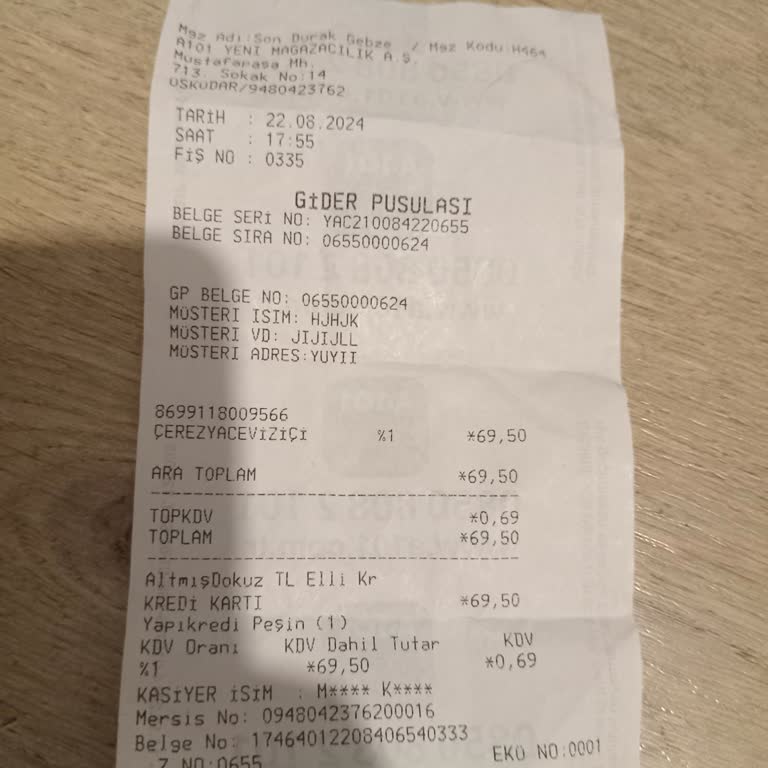 Mğz Adı:Son Durak Gebze / Mğz Kodu:H464
A101 YENİ MAĞAZACILIK A.Ş.
Mustafapaşa Mh.
713. Sokak No:14
ÜSKÜDAR/9480423762
TARİH : 22.08.2024
SAAT : 17:55
FİŞ NO : 0335
GİDER PUSULASI
BELGE SERİ NO: YAC210084220655
BELGE SIRA NO: 06550000624
GP BELGE NO: 06550000624
MÜSTERI ISIM: HJHJK
MÜSTERI VD: JIJIJLL
MÜSTERI ADRES:YUYII
8699118009566
ÇEREZYACEVİZİÇİ %1 *69,50
ARA TOPLAM *69,50
TOPKDV *0,69
TOPLAM *69,50
AltmışDokuz TL Elli Kr
KREDİ KARTI *69,50
Yapıkredi Peşin (1)
KDV Oranı KDV Dahil Tutar KDV
%1 *69,50 *0,69
KASİYER İSİM : M**** K****
Mersis No: 0948042376200016
Belge No: 17464012208406540333
Z NO:0655 EKÜ NO:0001